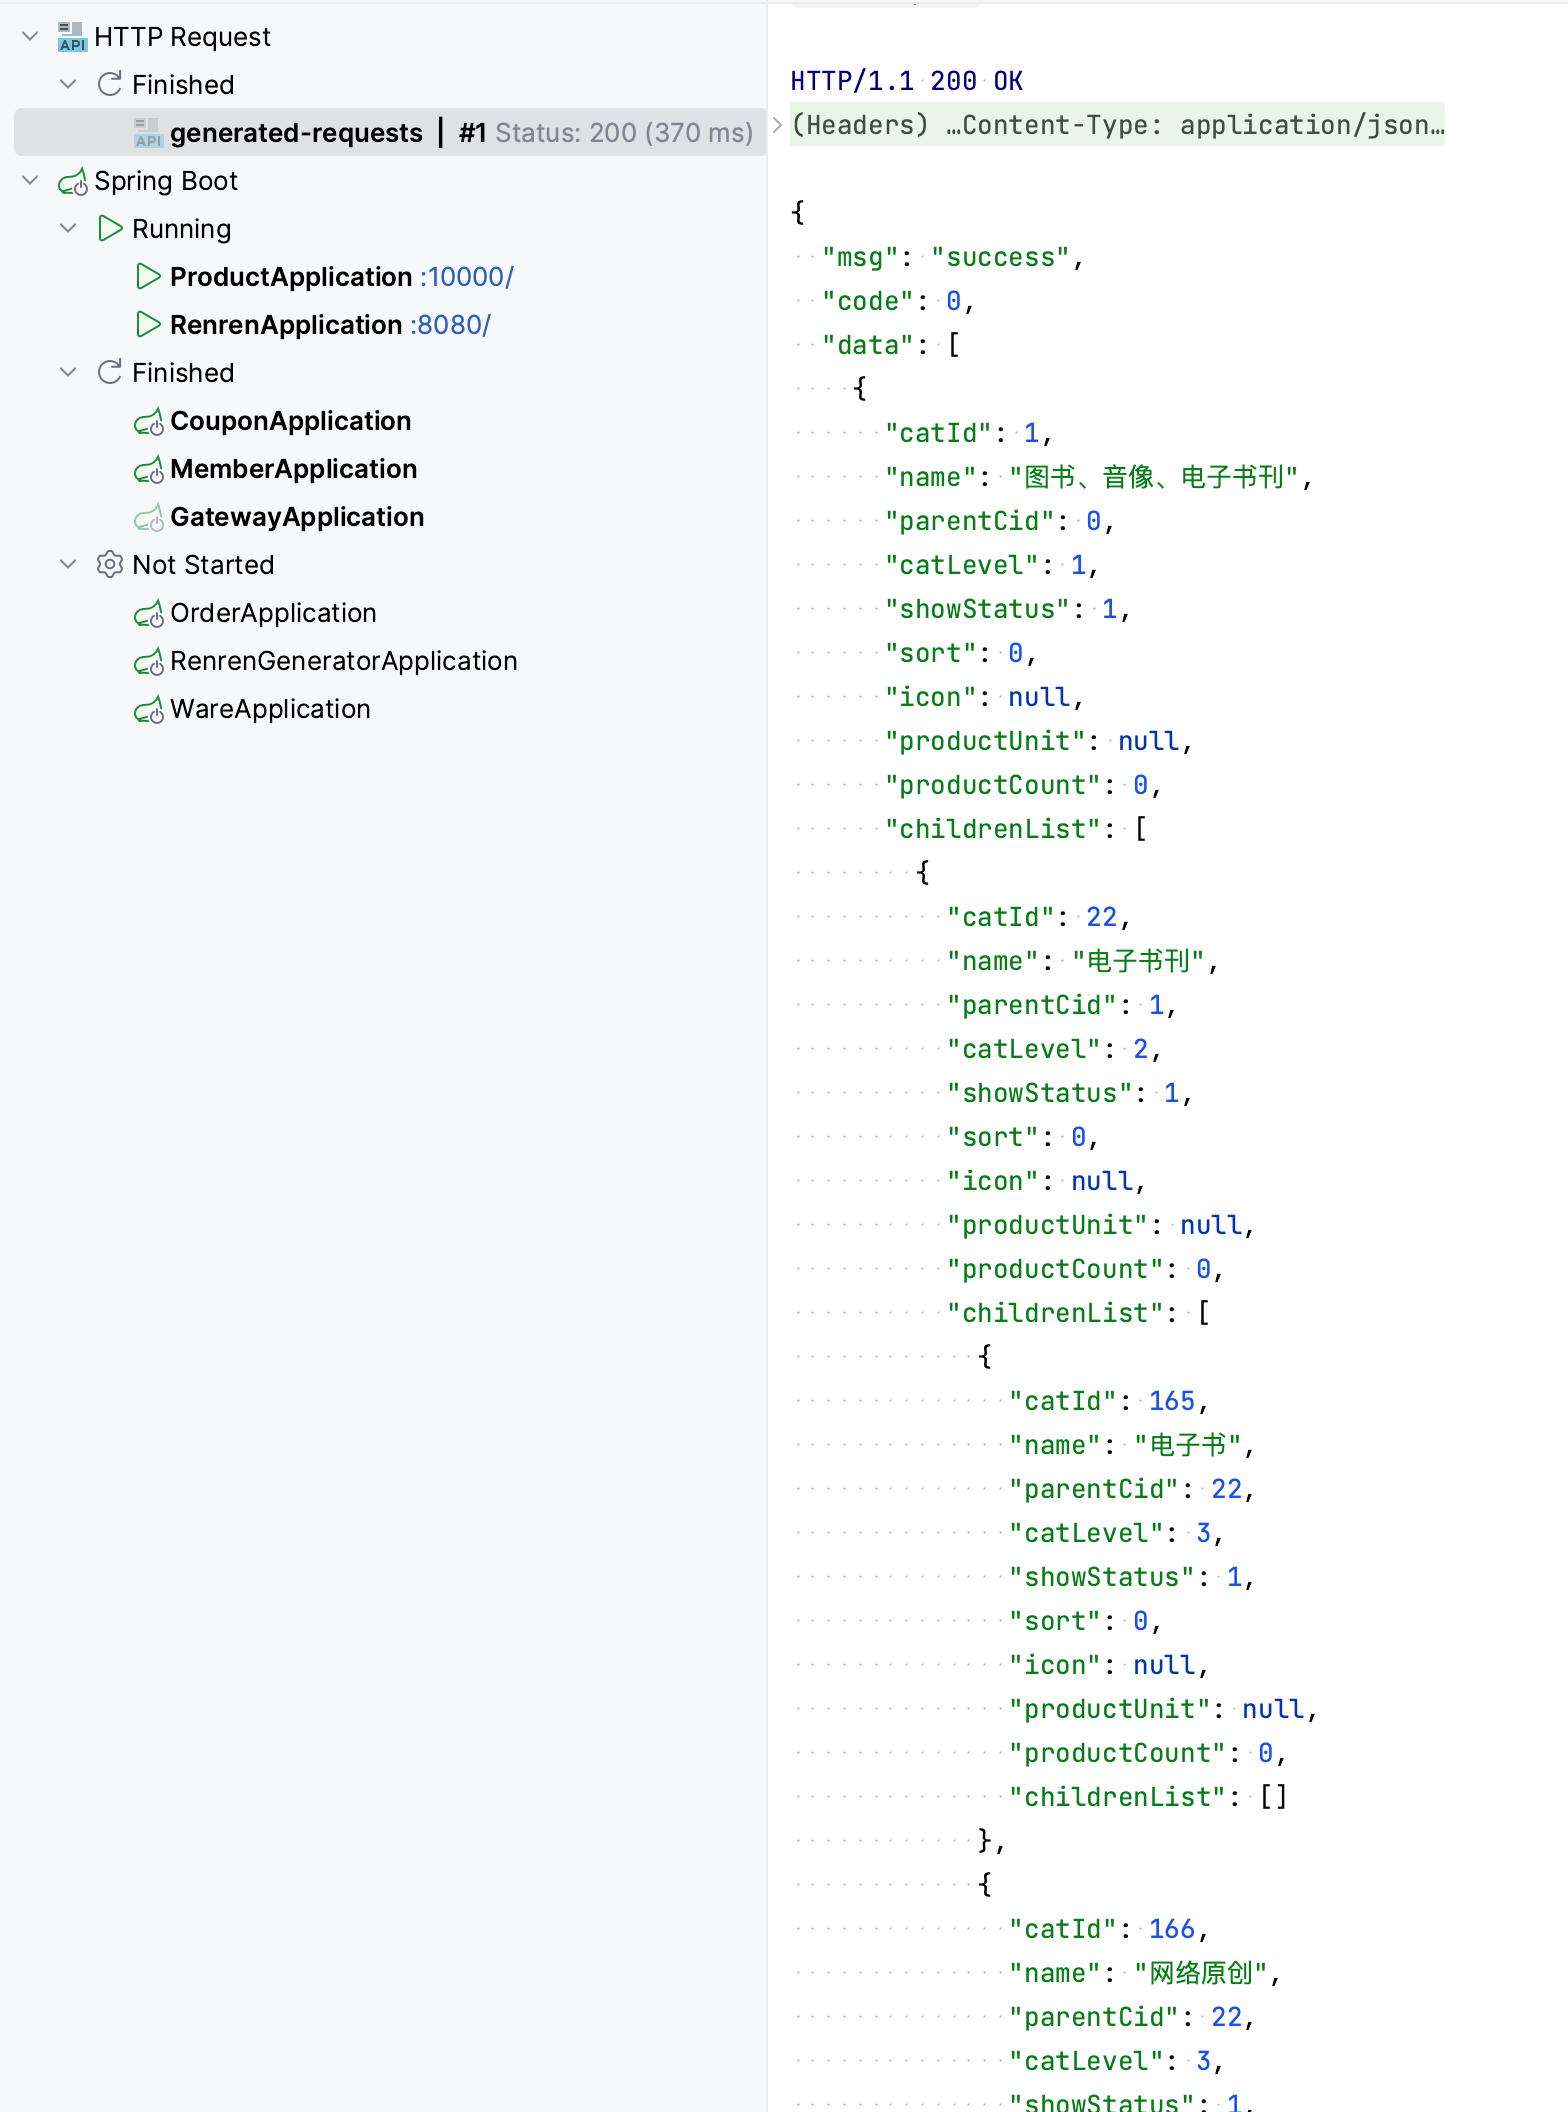 HTTP Request
Finished
generated-requests | #1 Status: 200 (370 ms)
Spring Boot
Running
ProductApplication :10000/
RenrenApplication :8080/
Finished
CouponApplication
MemberApplication
GatewayApplication
Not Started
OrderApplication
RenrenGeneratorApplication
WareApplication
HTTP/1.1 200 OK
(Headers) …Content-Type: application/json…
{
"msg": "success",
"code": 0,
"data": [
{
"catId": 1,
"name": "图书、音像、电子书刊",
"parentCid": 0,
"catLevel": 1,
"showStatus": 1,
"sort": 0,
"icon": null,
"productUnit": null,
"productCount": 0,
"childrenList": [
{
"catId": 22,
"name": "电子书刊",
"parentCid": 1,
"catLevel": 2,
"showStatus": 1,
"sort": 0,
"icon": null,
"productUnit": null,
"productCount": 0,
"childrenList": [
{
"catId": 165,
"name": "电子书",
"parentCid": 22,
"catLevel": 3,
"showStatus": 1,
"sort": 0,
"icon": null,
"productUnit": null,
"productCount": 0,
"childrenList": []
},
{
"catId": 166,
"name": "网络原创",
"parentCid": 22,
"catLevel": 3,
"showStatus": 1,